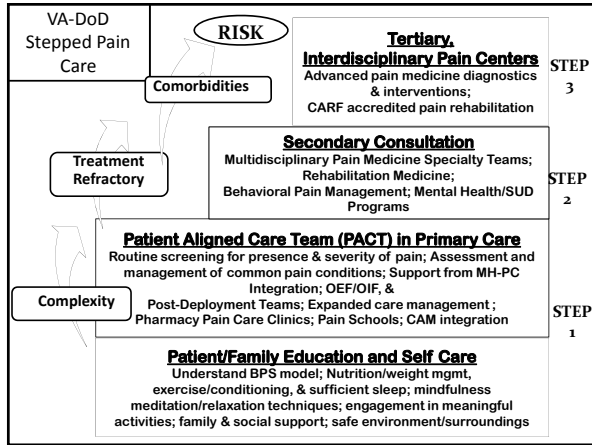 VA-DoD
Stepped Pain
Care
RISK
Comorbidities
Treatment
Refractory
Complexity
Tertiary,
Interdisciplinary Pain Centers
Advanced pain medicine diagnostics
& interventions;
CARF accredited pain rehabilitation
STEP
3
Secondary Consultation
Multidisciplinary Pain Medicine Specialty Teams;
Rehabilitation Medicine;
Behavioral Pain Management; Mental Health/SUD
Programs
STEP
2
Patient Aligned Care Team (PACT) in Primary Care
Routine screening for presence & severity of pain; Assessment and
management of common pain conditions; Support from MH-PC
Integration; OEF/OIF, &
Post-Deployment Teams; Expanded care management ;
Pharmacy Pain Care Clinics; Pain Schools; CAM integration
STEP
1
Patient/Family Education and Self Care
Understand BPS model; Nutrition/weight mgmt,
exercise/conditioning, & sufficient sleep; mindfulness
meditation/relaxation techniques; engagement in meaningful
activities; family & social support; safe environment/surroundings